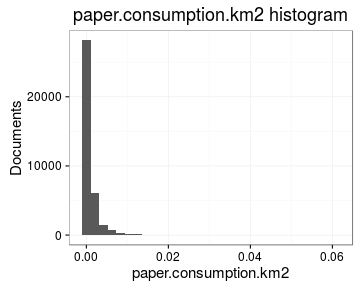 paper.consumption.km2 histogram
Documents
20000
10000
0
0.00 0.02 0.04 0.06
paper.consumption.km2